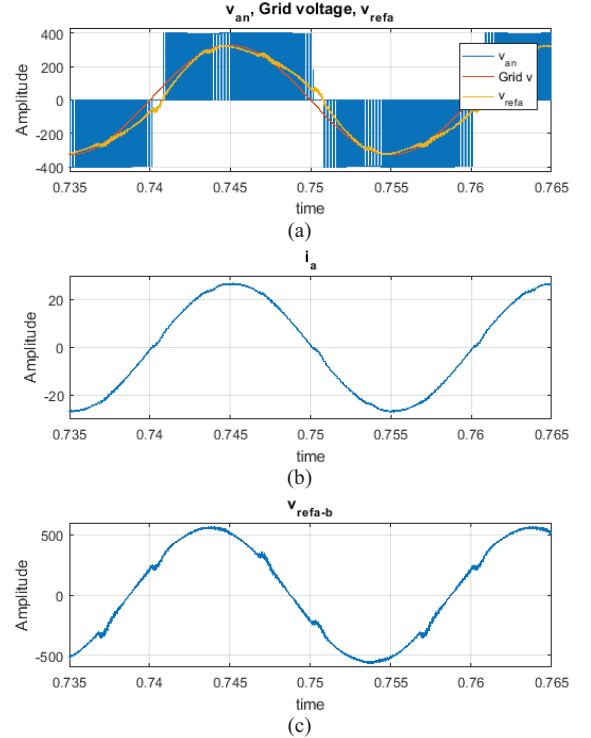 v_an, Grid voltage, v_refa
400
200
0
-200
-400
Amplitude
v_an
Grid v
v_refa
0.735 0.74 0.745 0.75 0.755 0.76 0.765
time
(a)
i_a
20
0
-20
Amplitude
0.735 0.74 0.745 0.75 0.755 0.76 0.765
time
(b)
v_refa-b
500
0
-500
Amplitude
0.735 0.74 0.745 0.75 0.755 0.76 0.765
time
(c)